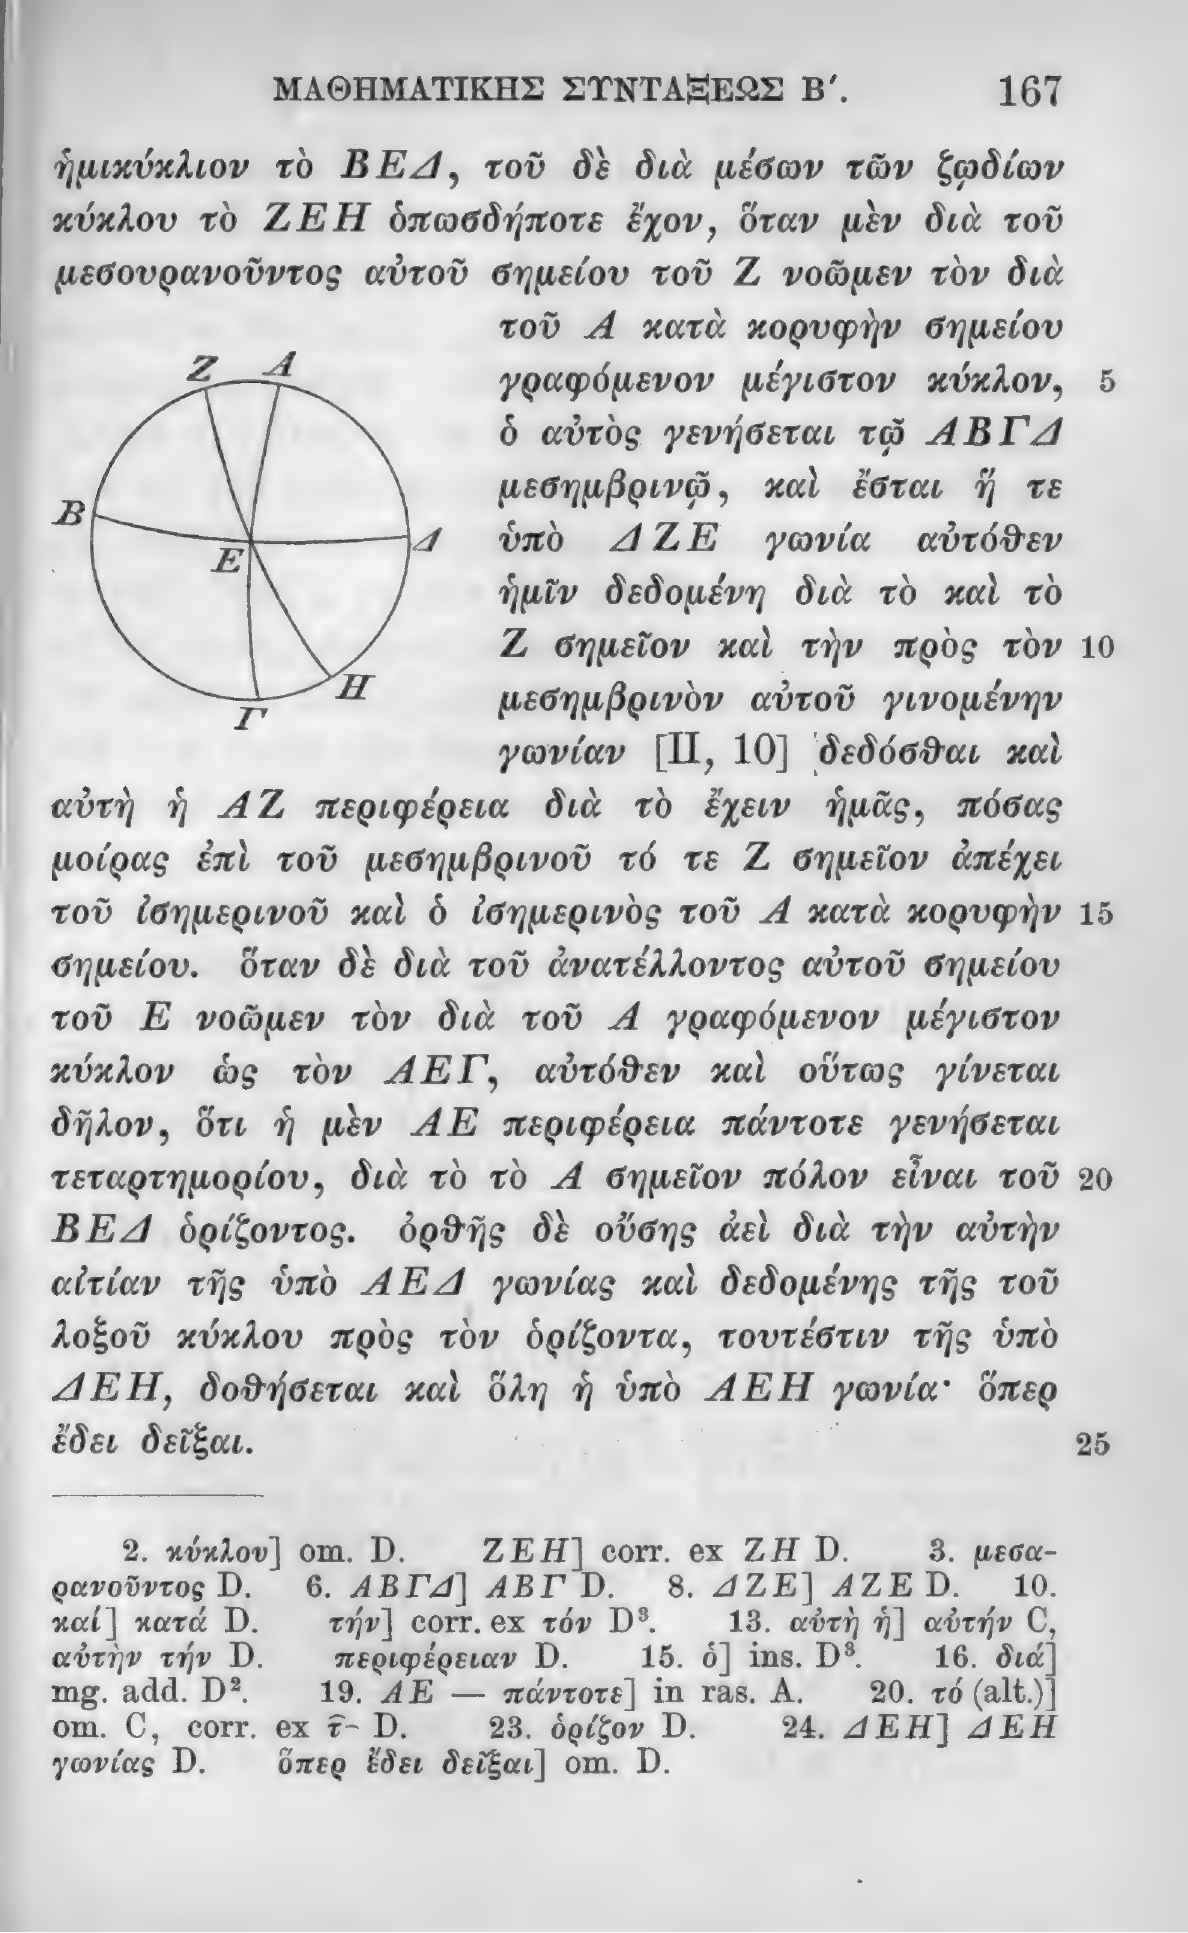 ΜΑΘΗΜΑΤΙΚΗΣ ΣΥΝΤΑΞΕΩΣ Β′. 167
ἡμικύκλιον τὸ ΒΕΔ, τοῦ δὲ διὰ μέσων τῶν ζῳδίων
κύκλου τὸ ΖΕΗ ὁπωσδήποτε ἔχον, ὅταν μὲν διὰ τοῦ
μεσουρανοῦντος αὐτοῦ σημείου τοῦ Ζ νοῶμεν τὸν διὰ
τοῦ Α κατὰ κορυφὴν σημείου
γραφόμενον μέγιστον κύκλον, 5
ὁ αὐτὸς γενήσεται τῷ ΑΒΓΔ
μεσημβρινῷ, καὶ ἔσται ἥ τε
ὑπὸ ΔΖΕ γωνία αὐτόθεν
ἡμῖν δεδομένη διὰ τὸ καὶ τὸ
Ζ σημεῖον καὶ τὴν πρὸς τὸν 10
μεσημβρινὸν αὐτοῦ γινομένην
γωνίαν [II, 10] δεδόσθαι καὶ
Ζ Α
Β
Δ
Ε
Η
Γ
αὐτὴ ἡ ΑΖ περιφέρεια διὰ τὸ ἔχειν ἡμᾶς, πόσας
μοίρας ἐπὶ τοῦ μεσημβρινοῦ τό τε Ζ σημεῖον ἀπέχει
τοῦ ἰσημερινοῦ καὶ ὁ ἰσημερινὸς τοῦ Α κατὰ κορυφὴν 15
σημείου. ὅταν δὲ διὰ τοῦ ἀνατέλλοντος αὐτοῦ σημείου
τοῦ Ε νοῶμεν τὸν διὰ τοῦ Α γραφόμενον μέγιστον
κύκλον ὡς τὸν ΑΕΓ, αὐτόθεν καὶ οὕτως γίνεται
δῆλον, ὅτι ἡ μὲν ΑΕ περιφέρεια πάντοτε γενήσεται
τεταρτημορίου, διὰ τὸ τὸ Α σημεῖον πόλον εἶναι τοῦ 20
ΒΕΔ ὁρίζοντος. ὀρθῆς δὲ οὔσης ἀεὶ διὰ τὴν αὐτὴν
αἰτίαν τῆς ὑπὸ ΑΕΔ γωνίας καὶ δεδομένης τῆς τοῦ
λοξοῦ κύκλου πρὸς τὸν ὁρίζοντα, τουτέστιν τῆς ὑπὸ
ΔΕΗ, δοθήσεται καὶ ὅλη ἡ ὑπὸ ΑΕΗ γωνία· ὅπερ
ἔδει δεῖξαι. 25
2. κύκλου] om. D. ΖΕΗ] corr. ex ΖΗ D. 3. μεσα-
ρανοῦντος D. 6. ΑΒΓΔ] ΑΒΓ D. 8. ΔΖΕ] ΑΖΕ D. 10.
καί] κατά D. τήν] corr. ex τόν D³. 13. αὐτὴ ἡ] αὐτήν C,
αὐτὴν τήν D. περιφέρειαν D. 15. ὁ] ins. D³. 16. διά]
mg. add. D². 19. ΑΕ — πάντοτε] in ras. A. 20. τό (alt.)]
om. C, corr. ex τ̅- D. 23. ὁρίζον D. 24. ΔΕΗ] ΔΕΗ
γωνίας D. ὅπερ ἔδει δεῖξαι] om. D.